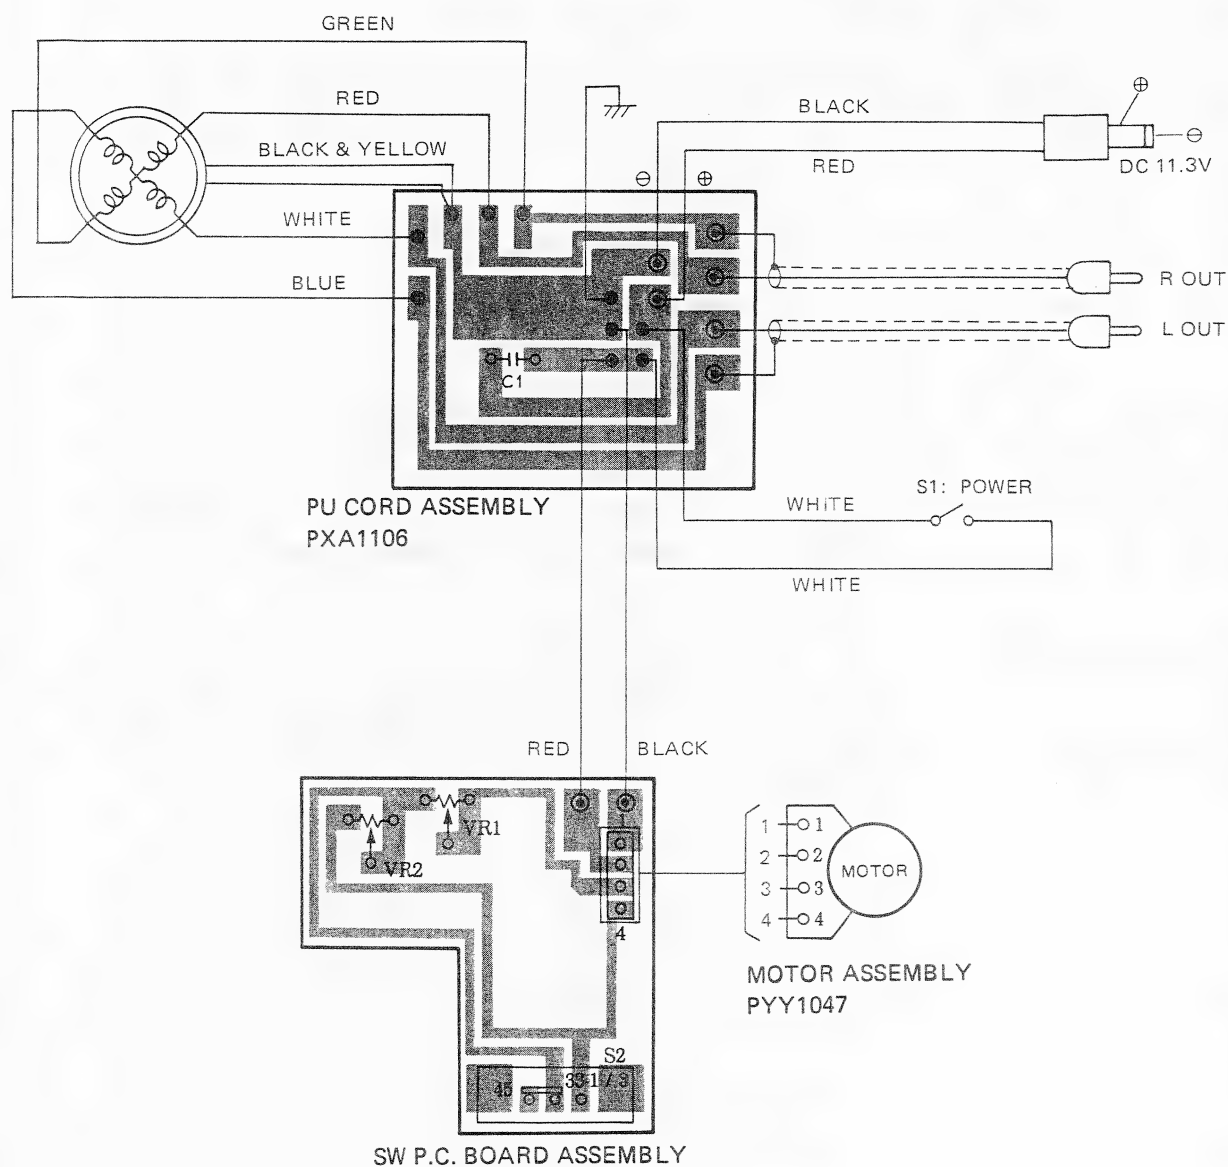 GREEN
RED
BLACK & YELLOW
WHITE
BLUE
BLACK
RED
⊕
⊖
DC 11.3V
⊖ ⊕
R OUT
L OUT
C1
PU CORD ASSEMBLY
PXA1106
WHITE
S1: POWER
WHITE
RED
BLACK
VR1
VR2
1
4
1 1
2 2
3 3
4 4
MOTOR
MOTOR ASSEMBLY
PYY1047
S2
45
33-1/3
SW P.C. BOARD ASSEMBLY